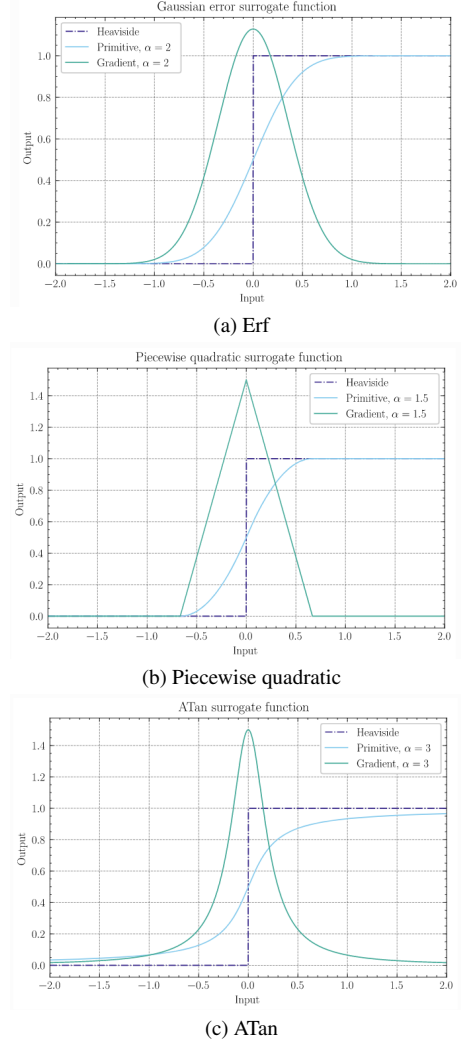 Gaussian error surrogate function
Heaviside
Primitive, α = 2
Gradient, α = 2
1.0
0.8
0.6
0.4
0.2
0.0
Output
−2.0 −1.5 −1.0 −0.5 0.0 0.5 1.0 1.5 2.0
Input
(a) Erf
Piecewise quadratic surrogate function
Heaviside
Primitive, α = 1.5
Gradient, α = 1.5
1.4
1.2
1.0
0.8
0.6
0.4
0.2
0.0
Output
−2.0 −1.5 −1.0 −0.5 0.0 0.5 1.0 1.5 2.0
Input
(b) Piecewise quadratic
ATan surrogate function
Heaviside
Primitive, α = 3
Gradient, α = 3
1.4
1.2
1.0
0.8
0.6
0.4
0.2
0.0
Output
−2.0 −1.5 −1.0 −0.5 0.0 0.5 1.0 1.5 2.0
Input
(c) ATan